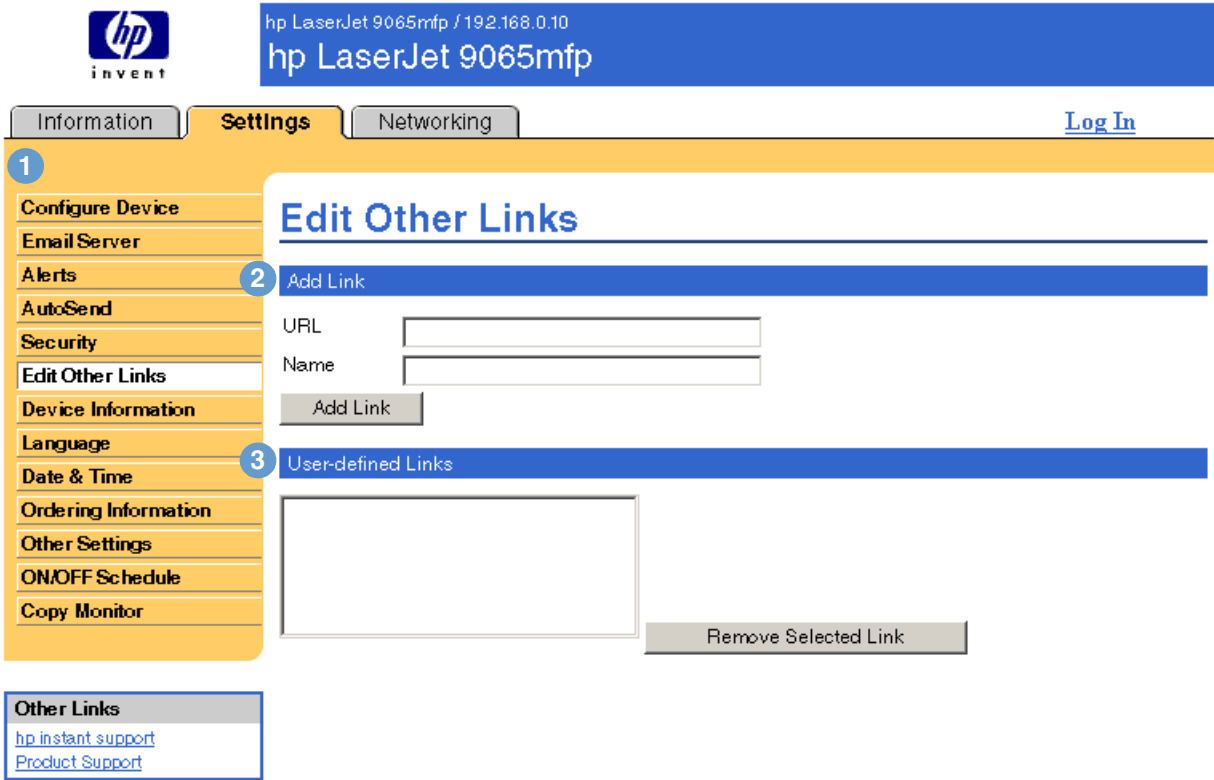 hp
invent
hp LaserJet 9065mfp / 192.168.0.10
hp LaserJet 9065mfp
Information
Settings
Networking
Log In
1
Configure Device
Email Server
Alerts
AutoSend
Security
Edit Other Links
Device Information
Language
Date & Time
Ordering Information
Other Settings
ON/OFF Schedule
Copy Monitor
Edit Other Links
2
Add Link
URL
Name
Add Link
3
User-defined Links
Remove Selected Link
Other Links
hp instant support
Product Support